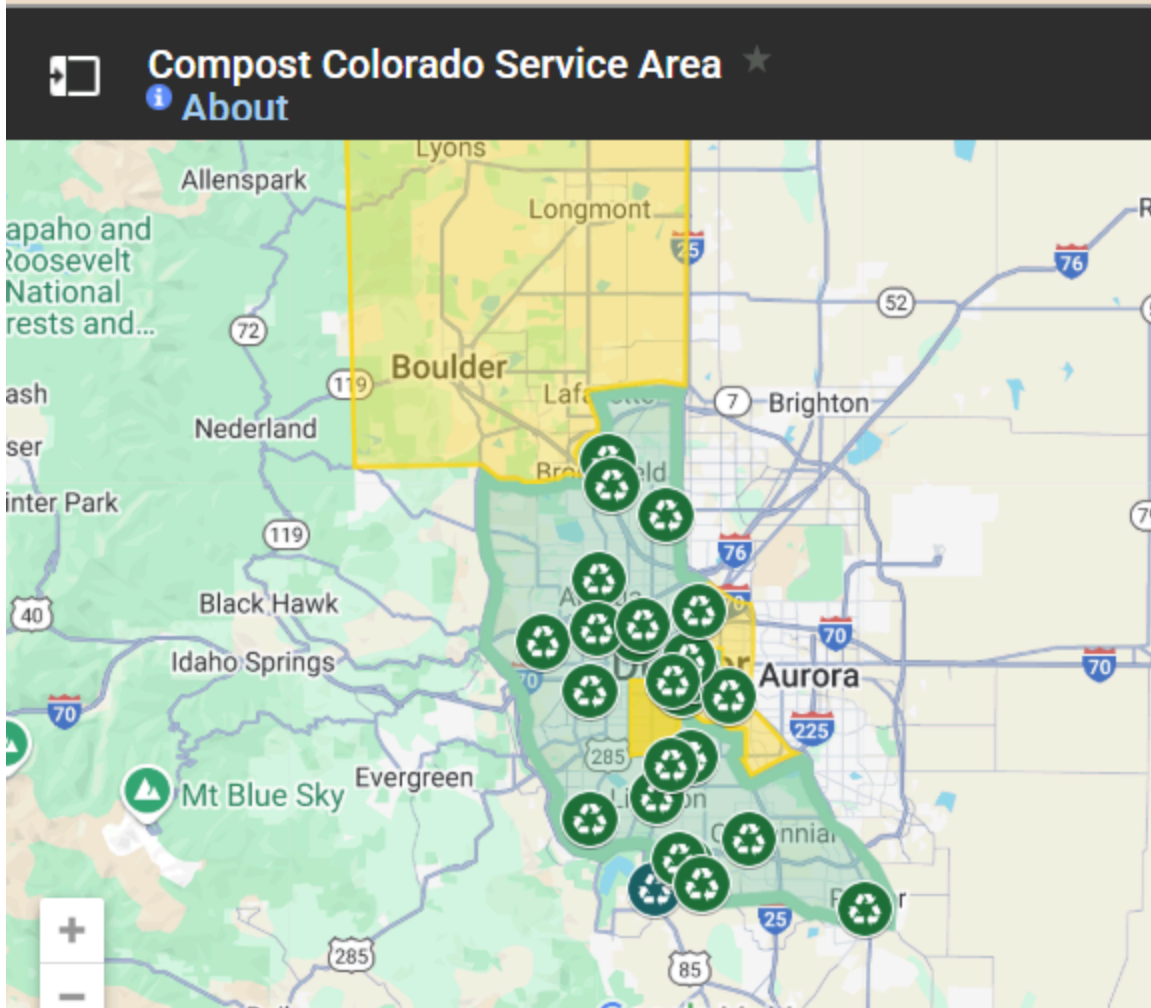 Compost Colorado Service Area
About
Lyons
Allenspark
Longmont
apaho and
Roosevelt
National
rests and...
25
76
52
72
Boulder
119
ash
7
Brighton
Nederland
ser
inter Park
119
76
40
Black Hawk
70
Idaho Springs
70
70
70
Aurora
225
285
Evergreen
Mt Blue Sky
25
285
85